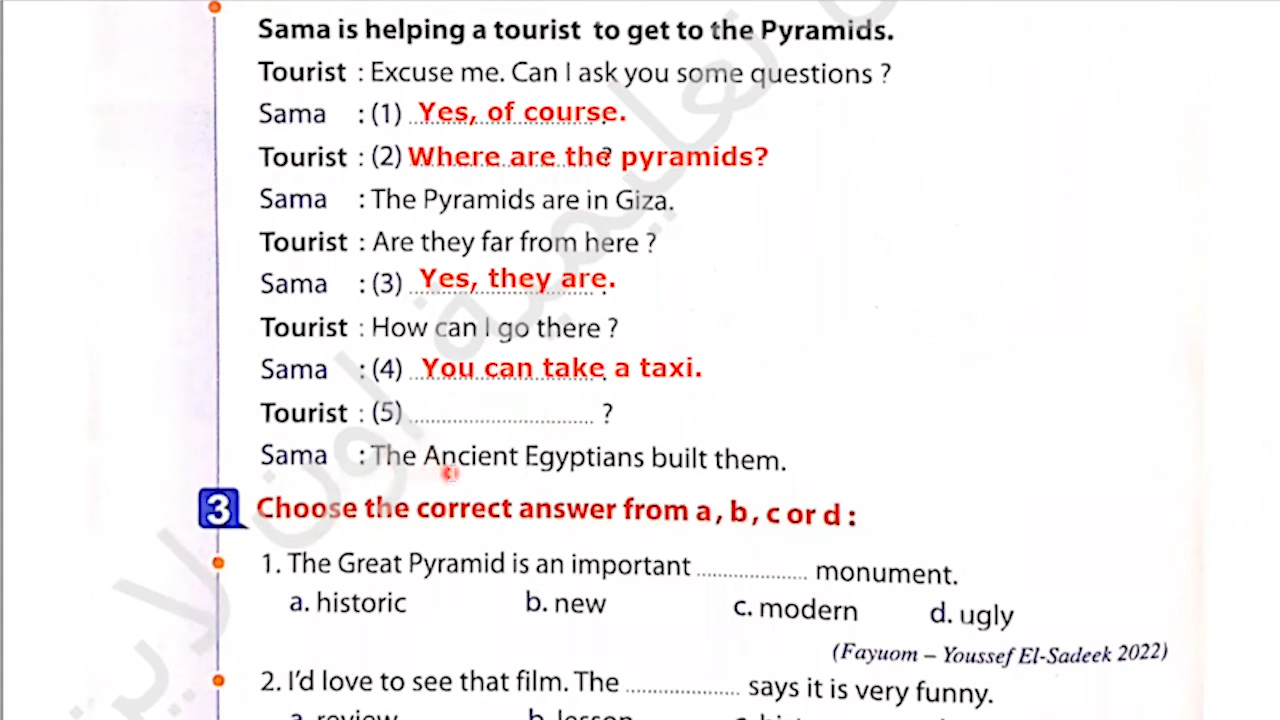 Sama is helping a tourist to get to the Pyramids.
Tourist : Excuse me. Can I ask you some questions ?
Sama : (1) Yes, of course.
Tourist : (2) Where are the pyramids?
Sama : The Pyramids are in Giza.
Tourist : Are they far from here ?
Sama : (3) Yes, they are.
Tourist : How can I go there ?
Sama : (4) You can take a taxi.
Tourist : (5) ............................ ?
Sama : The Ancient Egyptians built them.
3 Choose the correct answer from a, b, c or d :
1. The Great Pyramid is an important .................... monument.
a. historic b. new c. modern d. ugly
(Fayuom – Youssef El-Sadeek 2022)
2. I'd love to see that film. The .................... says it is very funny.
a. review b. lesson